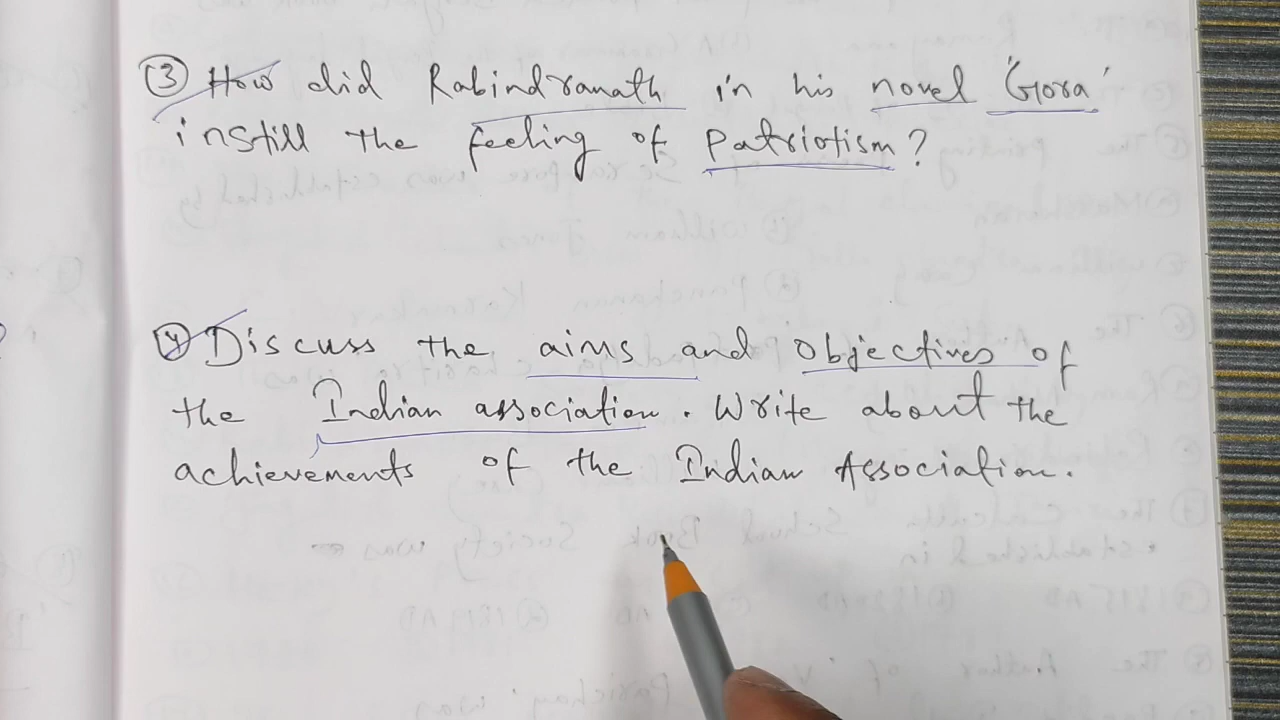 ③ How did Rabindranath in his novel 'Gora'
instill the feeling of Patriotism?
④ Discuss the aims and objectives of
the Indian association. Write about the
achievements of the Indian Association.